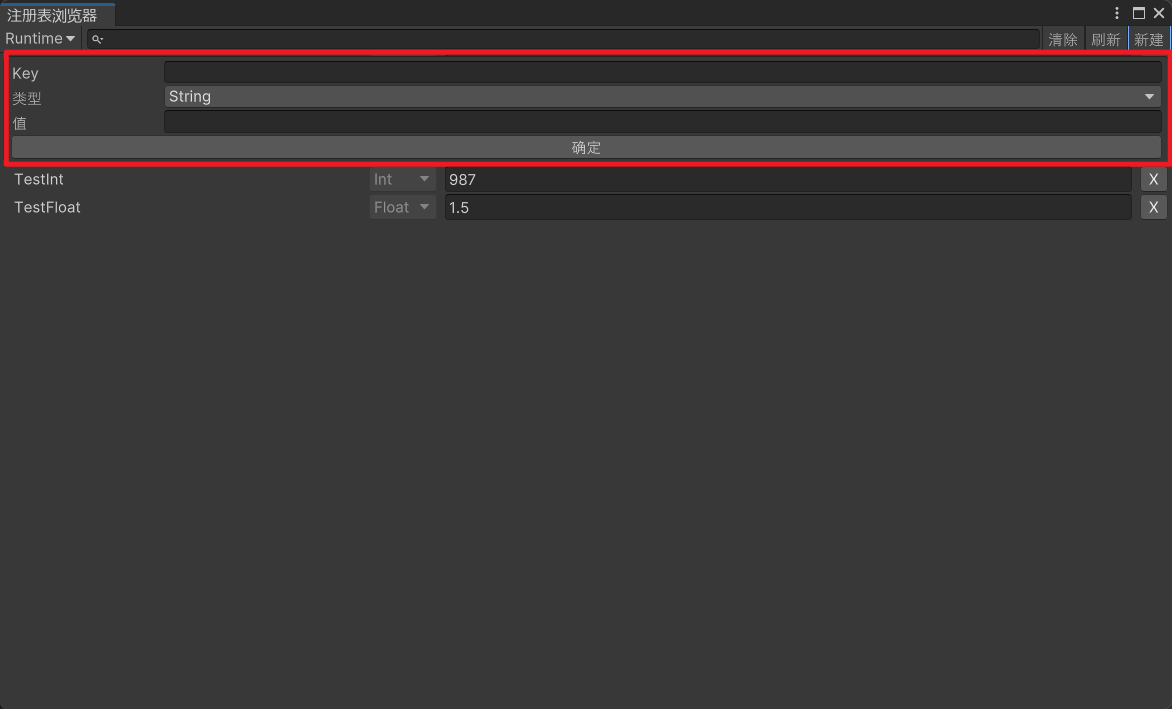 注册表浏览器
Runtime 清除 刷新 新建
Key
类型 String
值
确定
TestInt Int 987 X
TestFloat Float 1.5 X